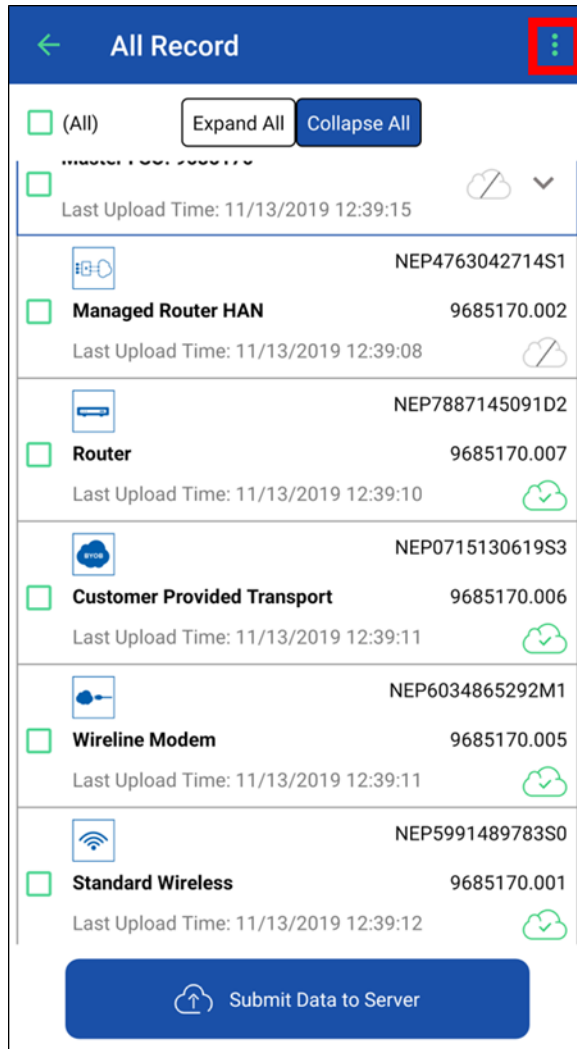 All Record
(All)
Expand All
Collapse All
Last Upload Time: 11/13/2019 12:39:15
NEP4763042714S1
Managed Router HAN
9685170.002
Last Upload Time: 11/13/2019 12:39:08
NEP7887145091D2
Router
9685170.007
Last Upload Time: 11/13/2019 12:39:10
BYOB
NEP0715130619S3
Customer Provided Transport
9685170.006
Last Upload Time: 11/13/2019 12:39:11
NEP6034865292M1
Wireline Modem
9685170.005
Last Upload Time: 11/13/2019 12:39:11
NEP5991489783S0
Standard Wireless
9685170.001
Last Upload Time: 11/13/2019 12:39:12
Submit Data to Server